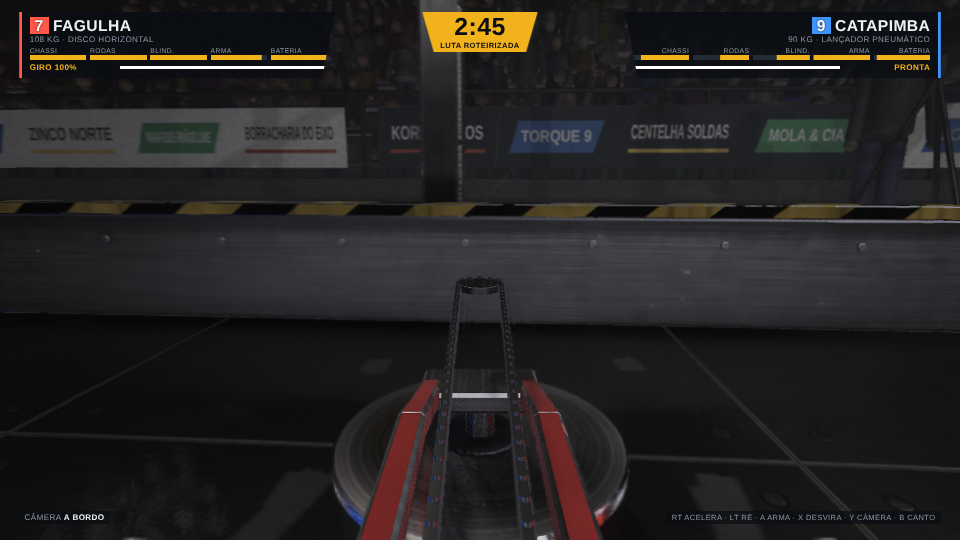 7 FAGULHA
108 KG · DISCO HORIZONTAL
CHASSI RODAS BLIND. ARMA BATERIA
GIRO 100%
2:45
LUTA ROTEIRIZADA
9 CATAPIMBA
90 KG · LANÇADOR PNEUMÁTICO
CHASSI RODAS BLIND. ARMA BATERIA
PRONTA
ZINCO NORTE
BORRACHARIA DO EIXO
KOR
OS
TORQUE 9
CENTELHA SOLDAS
MOLA & CIA
CÂMERA A BORDO
RT ACELERA · LT RÉ · A ARMA · X DESVIRA · Y CÂMERA · B CANTO